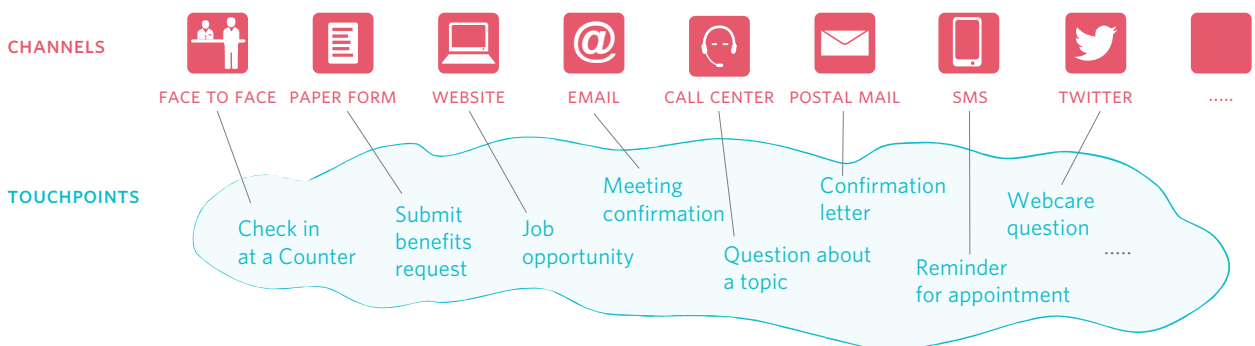 CHANNELS
@
FACE TO FACE
PAPER FORM
WEBSITE
EMAIL
CALL CENTER
POSTAL MAIL
SMS
TWITTER
.....
TOUCHPOINTS
Check in
at a Counter
Submit
benefits
request
Job
opportunity
Meeting
confirmation
Question about
a topic
Confirmation
letter
Reminder
for appointment
Webcare
question
.....